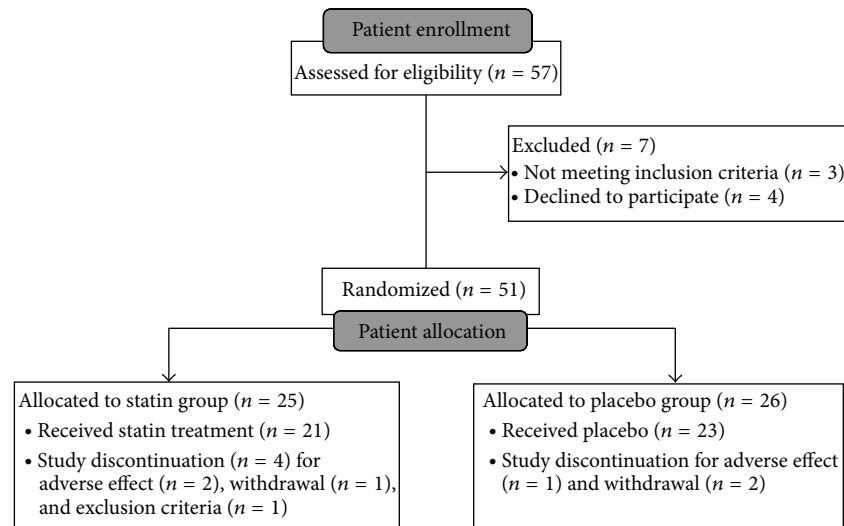 Patient enrollment
Assessed for eligibility (n = 57)
Excluded (n = 7)
• Not meeting inclusion criteria (n = 3)
• Declined to participate (n = 4)
Randomized (n = 51)
Patient allocation
Allocated to statin group (n = 25)
• Received statin treatment (n = 21)
• Study discontinuation (n = 4) for
adverse effect (n = 2), withdrawal (n = 1),
and exclusion criteria (n = 1)
Allocated to placebo group (n = 26)
• Received placebo (n = 23)
• Study discontinuation for adverse effect
(n = 1) and withdrawal (n = 2)